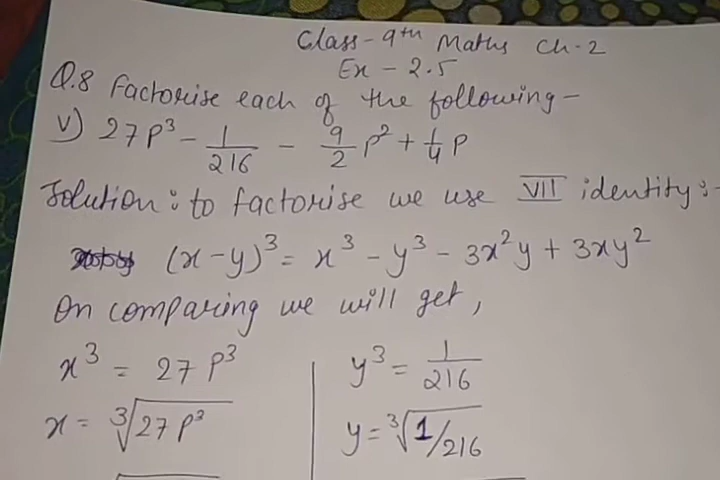 Class-9th Maths Ch-2
Ex-2.5
Q.8 Factorise each of the following-
v) 27p³ - 1/216 - 9/2 p² + 1/4 p
Solution: to factorise we use VII identity:-
(x-y)³ = x³ - y³ - 3x²y + 3xy²
On comparing we will get,
x³ = 27p³
x = ∛27p³
y³ = 1/216
y = ∛1/216